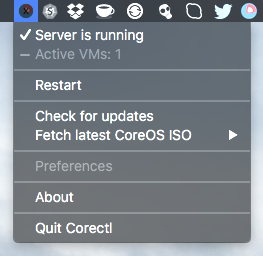 Server is running
Active VMs: 1
Restart
Check for updates
Fetch latest CoreOS ISO
Preferences
About
Quit Corectl